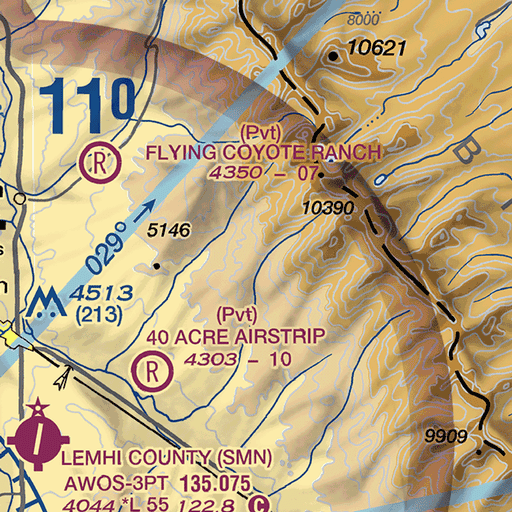 8000
10621
11⁰
(Pvt)
R
FLYING COYOTE RANCH
4350 - 07
B
10390
029°
5146
4513
(213)
(Pvt)
40 ACRE AIRSTRIP
R
4303 - 10
9909
LEMHI COUNTY (SMN)
AWOS-3PT 135.075
4044 *L 55 122.8 C